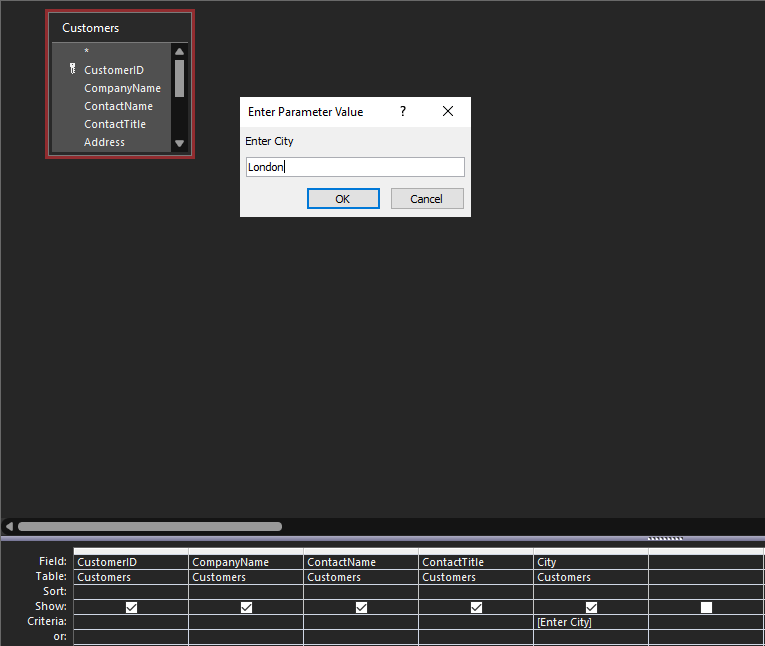 Customers
*
CustomerID
CompanyName
ContactName
ContactTitle
Address
Enter Parameter Value ?
Enter City
London
OK Cancel
Field: CustomerID CompanyName ContactName ContactTitle City
Table: Customers Customers Customers Customers Customers
Sort:
Show:
Criteria: [Enter City]
or: